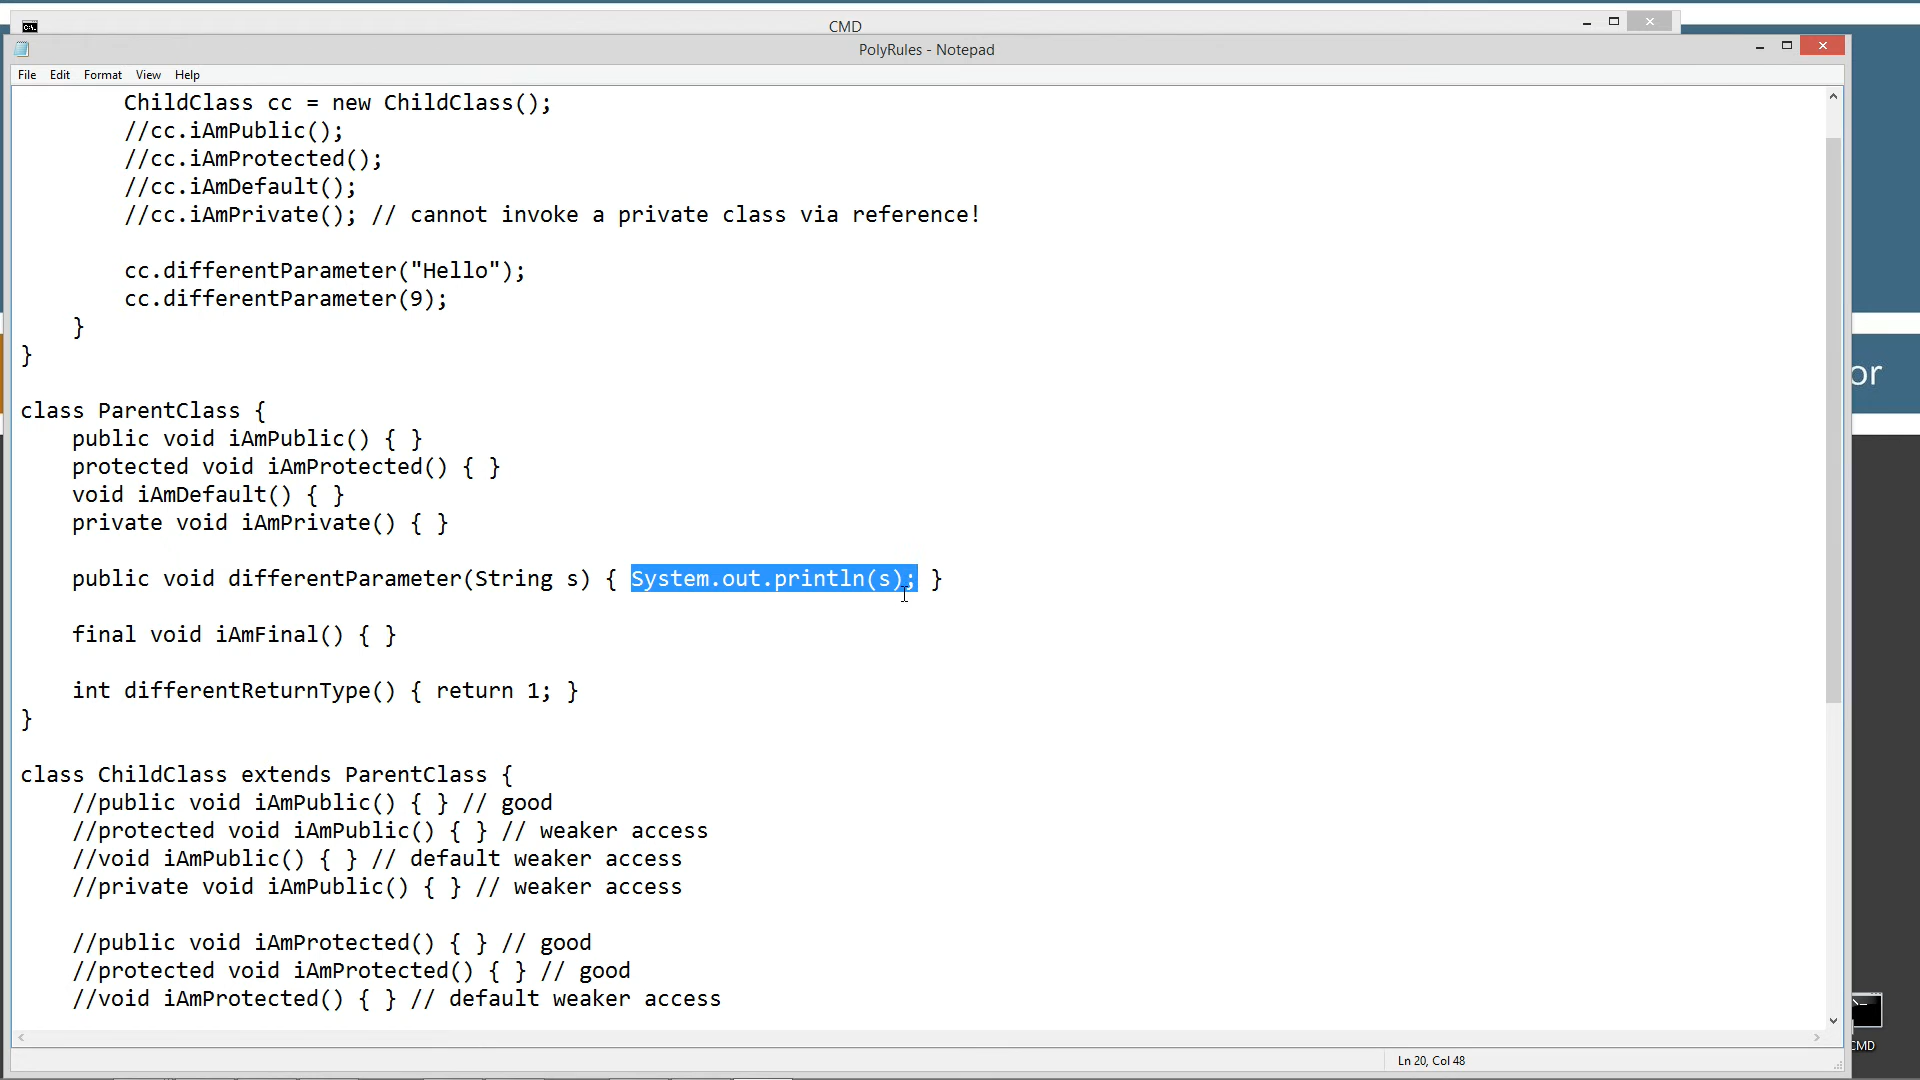 CMD
PolyRules - Notepad
File Edit Format View Help
ChildClass cc = new ChildClass();
//cc.iAmPublic();
//cc.iAmProtected();
//cc.iAmDefault();
//cc.iAmPrivate(); // cannot invoke a private class via reference!
cc.differentParameter("Hello");
cc.differentParameter(9);
}
}
or
class ParentClass {
public void iAmPublic() { }
protected void iAmProtected() { }
void iAmDefault() { }
private void iAmPrivate() { }
public void differentParameter(String s) { System.out.println(s); }
final void iAmFinal() { }
int differentReturnType() { return 1; }
}
class ChildClass extends ParentClass {
//public void iAmPublic() { } // good
//protected void iAmPublic() { } // weaker access
//void iAmPublic() { } // default weaker access
//private void iAmPublic() { } // weaker access
//public void iAmProtected() { } // good
//protected void iAmProtected() { } // good
//void iAmProtected() { } // default weaker access
CMD
Ln 20, Col 48